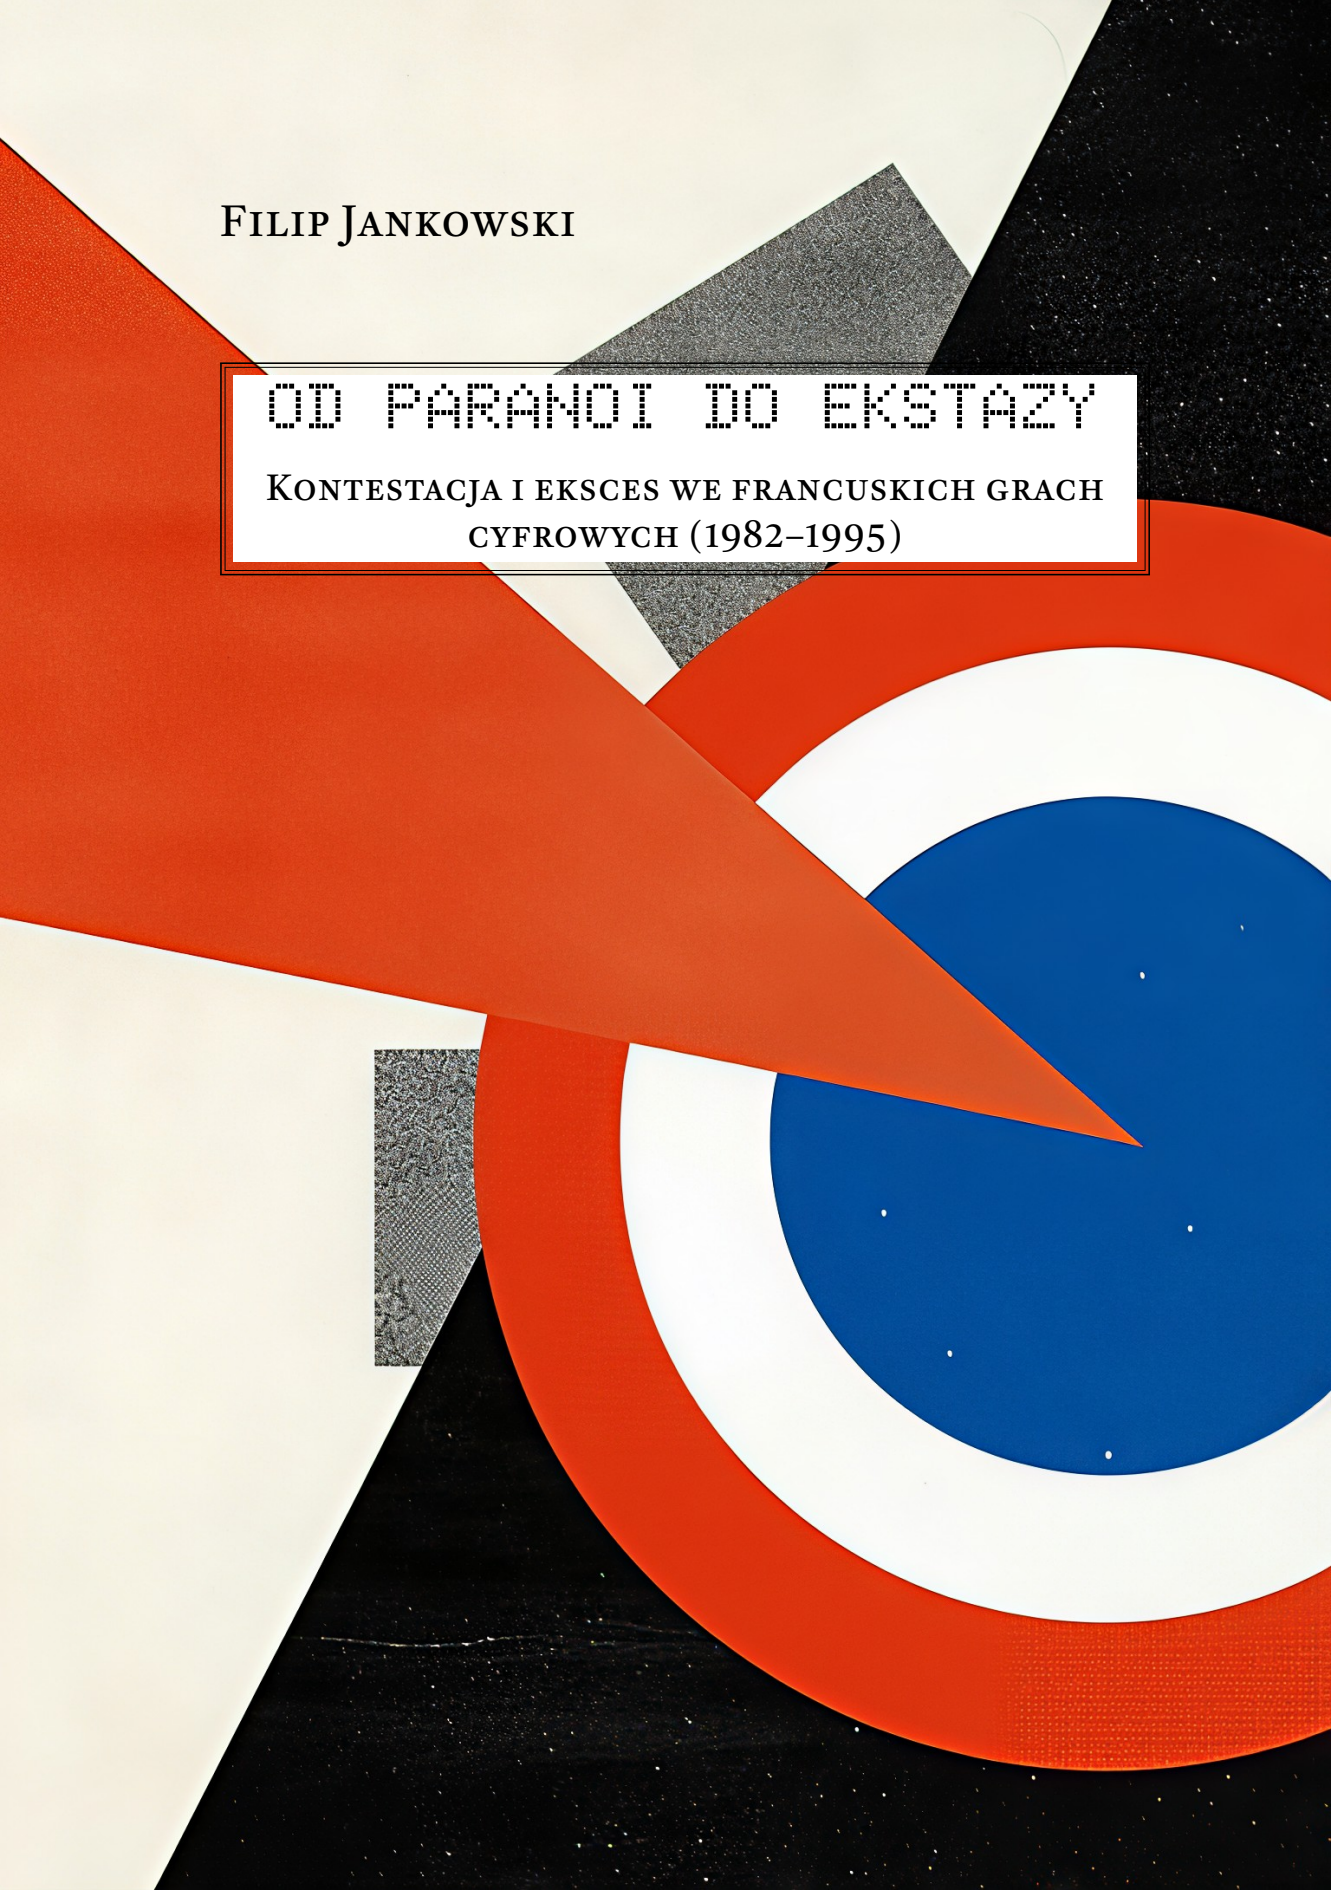 Filip Jankowski
OD PARANOI DO EKSTAZY
Kontestacja i eksces we francuskich grach
cyfrowych (1982–1995)